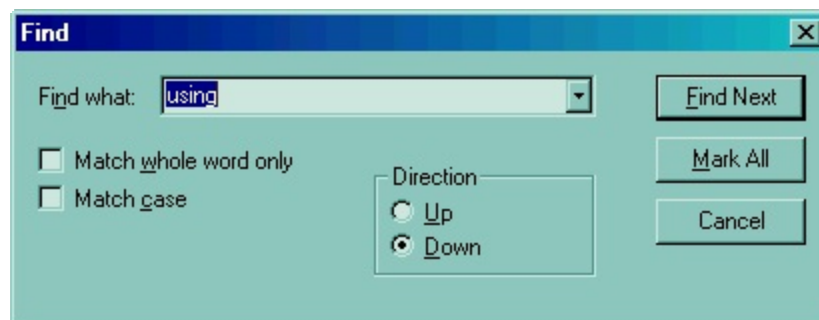 Find
Find what: using Find Next
Match whole word only Mark All
Match case Direction
Up Cancel
Down